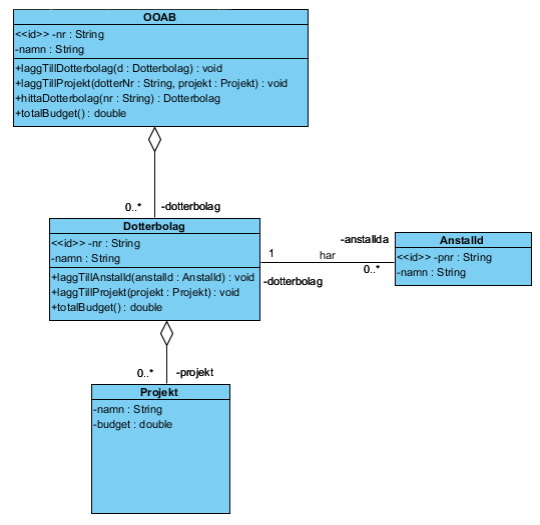 OOAB
<<id>> -nr : String
-namn : String
+laggTillDotterbolag(d : Dotterbolag) : void
+laggTillProjekt(dotterNr : String, projekt : Projekt) : void
+hittaDotterbolag(nr : String) : Dotterbolag
+totalBudget() : double
0..*
-dotterbolag
Dotterbolag
<<id>> -nr : String
-namn : String
+laggTillAnstalld(anstalld : Anstalld) : void
+laggTillProjekt(projekt : Projekt) : void
+totalBudget() : double
1
har
-anstallda
0..*
-dotterbolag
Anstalld
<<id>> -pnr : String
-namn : String
0..*
-projekt
Projekt
-namn : String
-budget : double